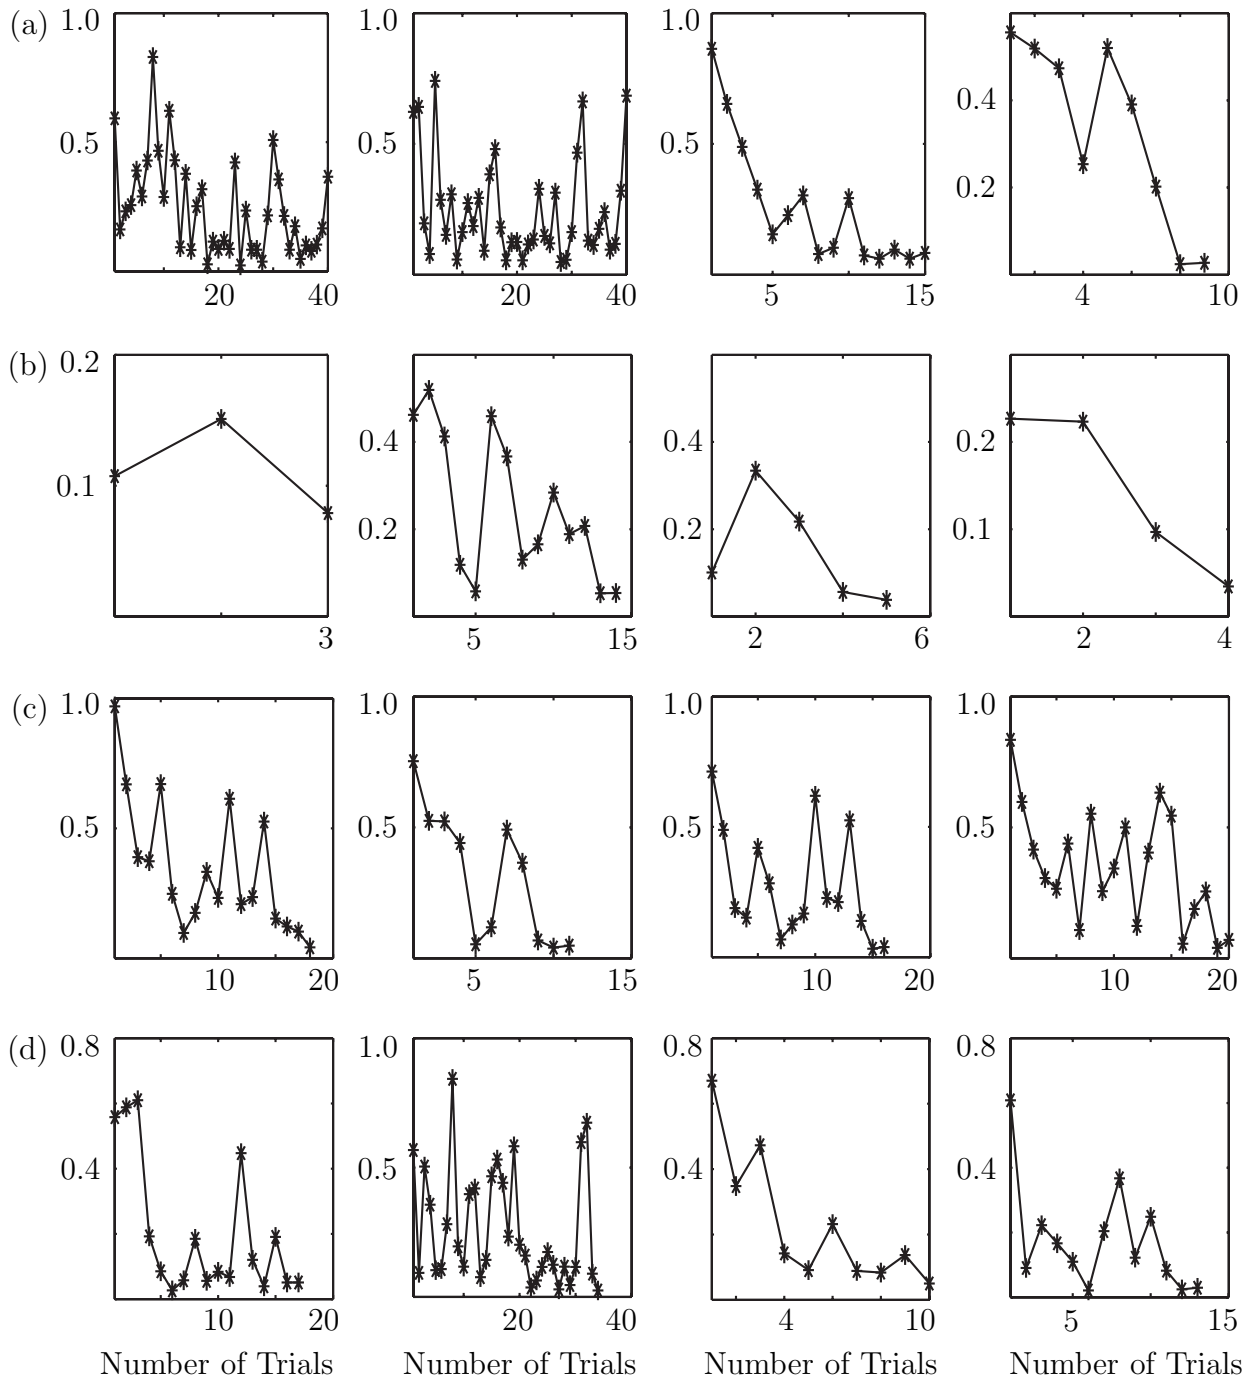 (a) 1.0 1.0 1.0
0.5 0.5 0.5 0.4
0.2
20 40 20 40 5 15 4 10
(b) 0.2
0.4 0.4 0.2
0.1
0.2 0.2 0.1
3 5 15 2 6 2 4
(c) 1.0 1.0 1.0 1.0
0.5 0.5 0.5
10 20 5 15 10 20 10 20
(d) 0.8 1.0 0.8 0.8
0.4 0.5 0.4 0.4
10 20 20 40 4 10 5 15
Number of Trials Number of Trials Number of Trials Number of Trials